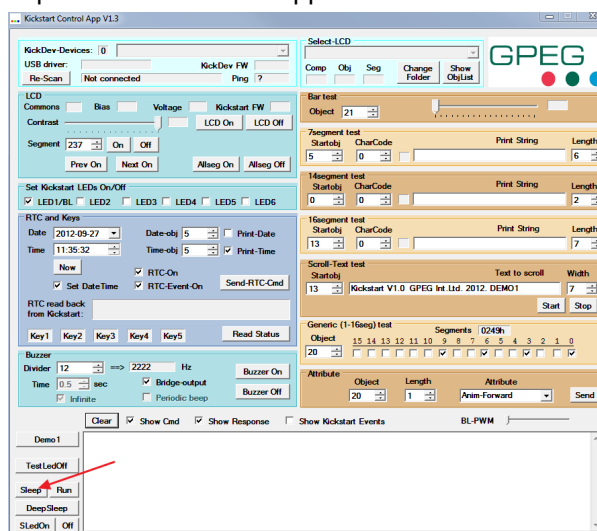 Kickstart Control App V1.3
KickDev-Devices: 0
USB driver: KickDev FW
Re-Scan Not connected Ping ?
Select-LCD
Comp Obj Seg Change Folder Show ObjList
GPEG
LCD
Commons Bias Voltage Kickstart FW
Contrast LCD On LCD Off
Segment 237 On Off
Prev On Next On Allseg On Allseg Off
Set Kickstart LEDs On/Off
LED1/BL LED2 LED3 LED4 LED5 LED6
RTC and Keys
Date 2012-09-27 Date-obj 5 Print-Date
Time 11:35:32 Time-obj 5 Print-Time
Now RTC-On
Set DateTime RTC-Event-On Send-RTC-Cmd
RTC read back
from Kickstart:
Key1 Key2 Key3 Key4 Key5 Read Status
Buzzer
Divider 12 ==> 2222 Hz Buzzer On
Time 0.5 sec Bridge-output Buzzer Off
Infinite Periodic beep
Bar test
Object 21
7segment test
Startobj CharCode Print String Length
5 0 6
14segment test
Startobj CharCode Print String Length
0 0 2
16segment test
Startobj CharCode Print String Length
13 0 7
Scroll-Text test
Startobj Text to scroll Width
13 Kickstart V1.0 GPEG Int.Ltd. 2012. DEMO1 7
Start Stop
Generic (1-16seg) test Segments 0249h
Object 15 14 13 12 11 10 9 8 7 6 5 4 3 2 1 0
20
Attribute
Object Length Attribute
20 1 Anim-Forward Send
Clear Show Cmd Show Response Show Kickstart Events BL-PWM
Demo1
TestLedOff
Sleep Run
DeepSleep
SLedOn Off